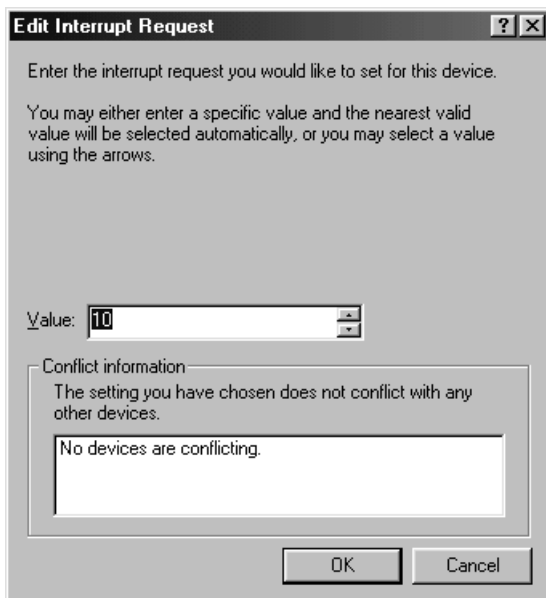 Edit Interrupt Request
Enter the interrupt request you would like to set for this device.
You may either enter a specific value and the nearest valid
value will be selected automatically, or you may select a value
using the arrows.
Value: 10
Conflict information
The setting you have chosen does not conflict with any
other devices.
No devices are conflicting.
OK Cancel